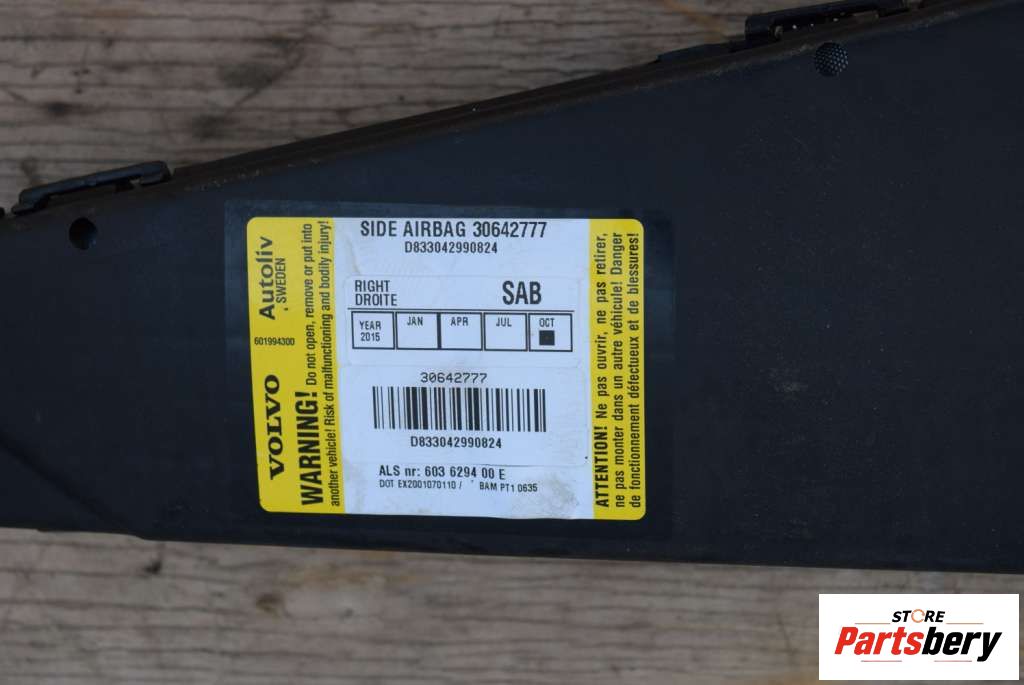 SIDE AIRBAG 30642777
D833042990824
RIGHT
DROITE
SAB
YEAR
2015
JAN
APR
JUL
OCT
30642777
D833042990824
ALS nr: 603 6294 00 E
DOT EX2001070110 / BAM PT1 0635
Autoliv
, SWEDEN
601994300
VOLVO
WARNING! Do not open, remove or put into
another vehicle! Risk of malfunctioning and bodily injury!
ATTENTION! Ne pas ouvrir, ne pas retirer,
ne pas monter dans un autre véhicule! Danger
de fonctionnement défectueux et de blessures!
STORE
Partsbery